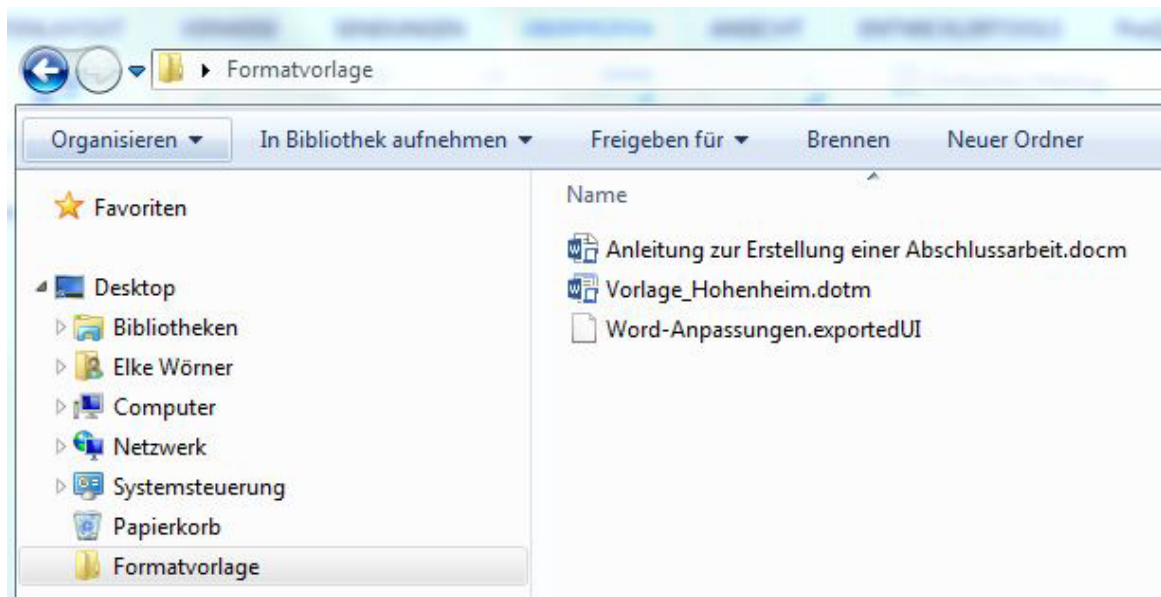 Formatvorlage
Organisieren In Bibliothek aufnehmen Freigeben für Brennen Neuer Ordner
Favoriten
Desktop
Bibliotheken
Elke Wörner
Computer
Netzwerk
Systemsteuerung
Papierkorb
Formatvorlage
Name
Anleitung zur Erstellung einer Abschlussarbeit.docm
Vorlage_Hohenheim.dotm
Word-Anpassungen.exportedUI